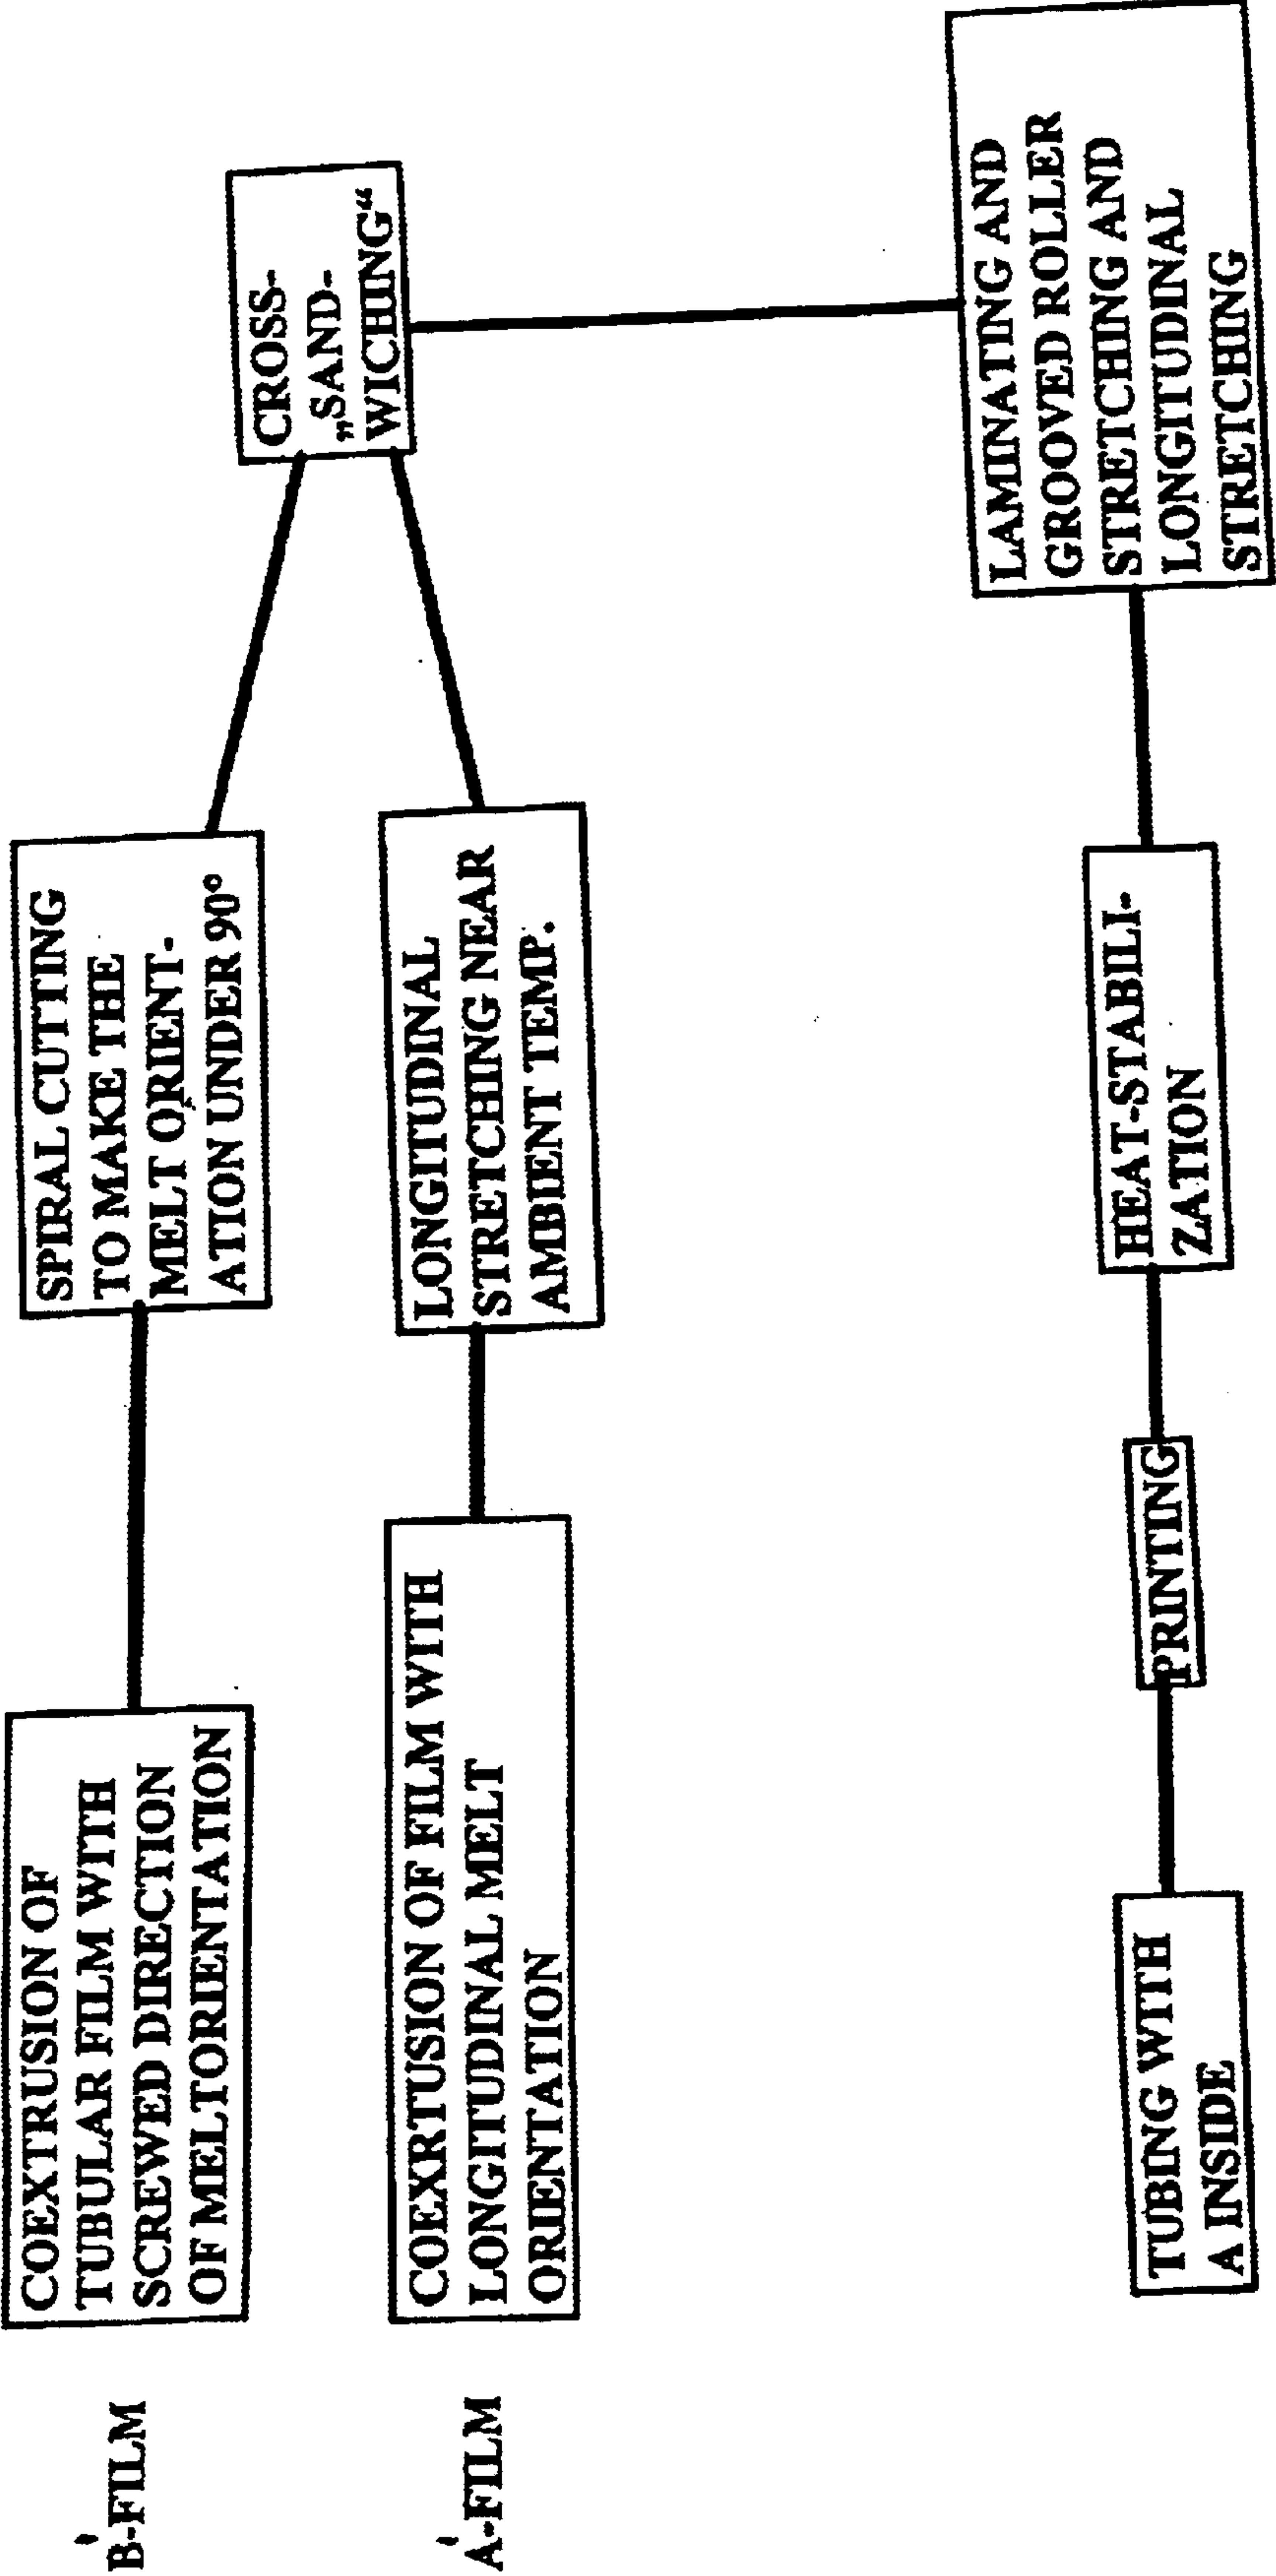 B-FILM
COEXTRUSION OF
TUBULAR FILM WITH
SCREWED DIRECTION
OF MELTORIENTATION
SPIRAL CUTTING
TO MAKE THE
MELT ORIENT-
ATION UNDER 90°
A-FILM
COEXRTUSION OF FILM WITH
LONGITUDINAL MELT
ORIENTATION
LONGITUDINAL
STRETCHING NEAR
AMBIENT TEMP.
CROSS-
„SAND-
WICHING“
LAMINATING AND
GROOVED ROLLER
STRETCHING AND
LONGITUDINAL
STRETCHING
HEAT-STABILI-
ZATION
PRINTING
TUBING WITH
A INSIDE